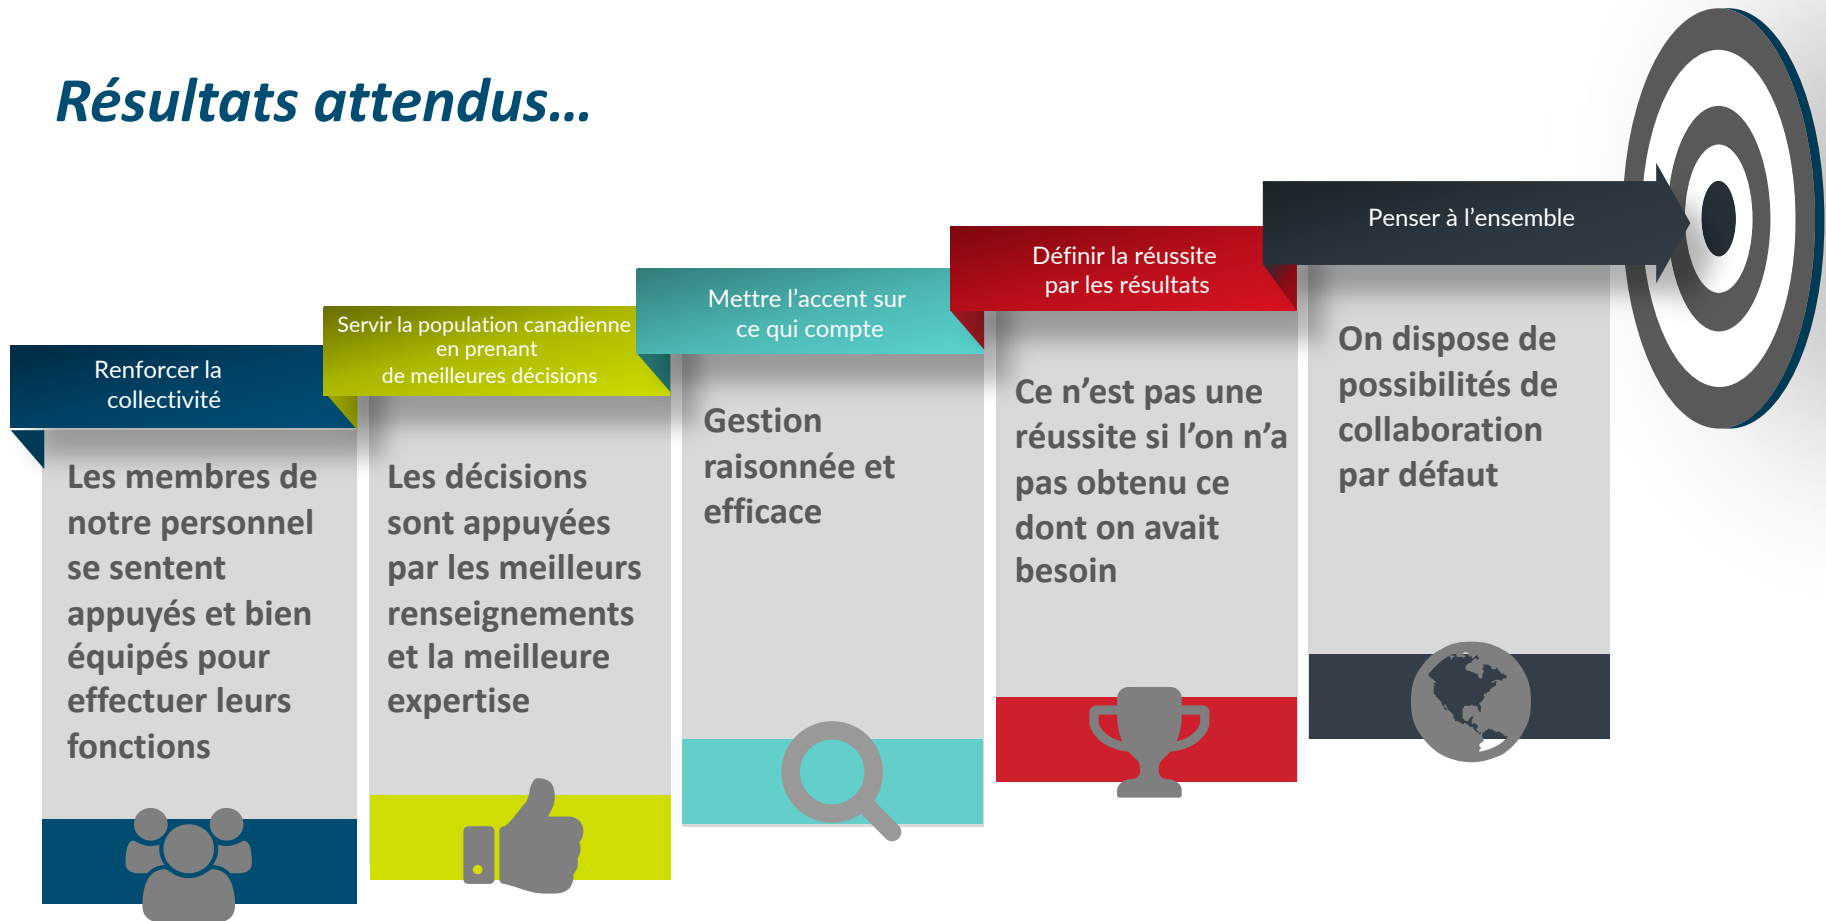 Résultats attendus…
Renforcer la
collectivité
Les membres de
notre personnel
se sentent
appuyés et bien
équipés pour
effectuer leurs
fonctions
Servir la population canadienne
en prenant
de meilleures décisions
Les décisions
sont appuyées
par les meilleurs
renseignements
et la meilleure
expertise
Mettre l’accent sur
ce qui compte
Gestion
raisonnée et
efficace
Définir la réussite
par les résultats
Ce n’est pas une
réussite si l’on n’a
pas obtenu ce
dont on avait
besoin
Penser à l’ensemble
On dispose de
possibilités de
collaboration
par défaut